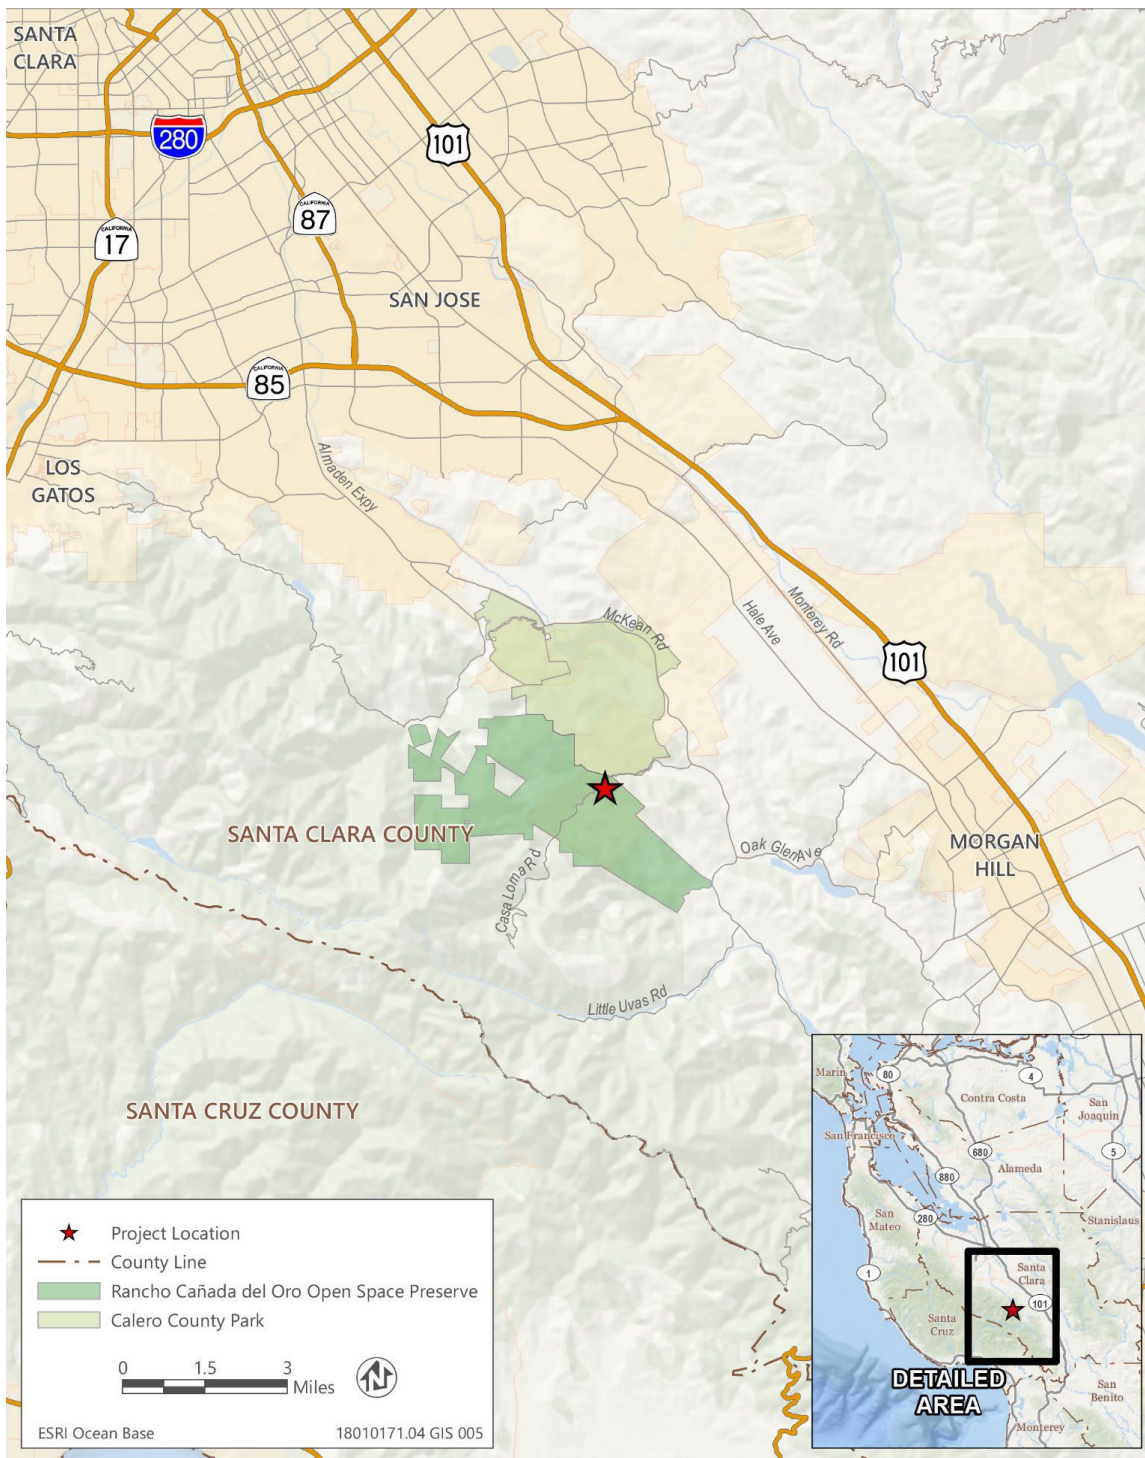 SANTA
CLARA
280
101
CALIFORNIA
87
CALIFORNIA
17
SAN JOSE
CALIFORNIA
85
LOS
GATOS
Almaden Expy
McKean Rd
Hale Ave
Monterey Rd
101
SANTA CLARA COUNTY
Casa Loma Rd
Oak Glen Ave
MORGAN
HILL
Little Uvas Rd
SANTA CRUZ COUNTY
Project Location
County Line
Rancho Cañada del Oro Open Space Preserve
Calero County Park
0 1.5 3
Miles
N
ESRI Ocean Base 18010171.04 GIS 005
Marin
80
4
Contra Costa
San
Joaquin
San Francisco
680
5
Alameda
880
San
Mateo
280
Stanislaus
1
Santa
Clara
101
Santa
Cruz
DETAILED
AREA
San
Benito
Monterey